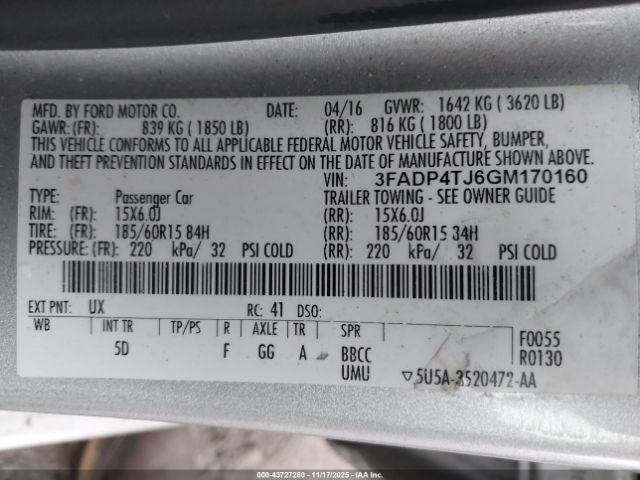 MFD. BY FORD MOTOR CO. DATE: 04/16 GVWR: 1642 KG ( 3620 LB)
GAWR: (FR): 839 KG ( 1850 LB) (RR): 816 KG ( 1800 LB)
THIS VEHICLE CONFORMS TO ALL APPLICABLE FEDERAL MOTOR VEHICLE SAFETY, BUMPER,
AND THEFT PREVENTION STANDARDS IN EFFECT ON THE DATE OF MANUFACTURE SHOWN ABOVE.
VIN: 3FADP4TJ6GM170160
TYPE: Passenger Car TRAILER TOWING - SEE OWNER GUIDE
RIM: (FR): 15X6.0J (RR): 15X6.0J
TIRE: (FR): 185/60R15 84H (RR): 185/60R15 34H
PRESSURE: (FR): 220 kPa/ 32 PSI COLD (RR): 220 kPa/ 32 PSI COLD
EXT PNT: UX RC: 41 DSO:
WB INT TR TP/PS R AXLE TR SPR F0055
5D F GG A BBCC R0130
UMU ▽5U5A-3520472-AA
© IAA 00-43727280 | 11/17/2025 - Copart/IAA